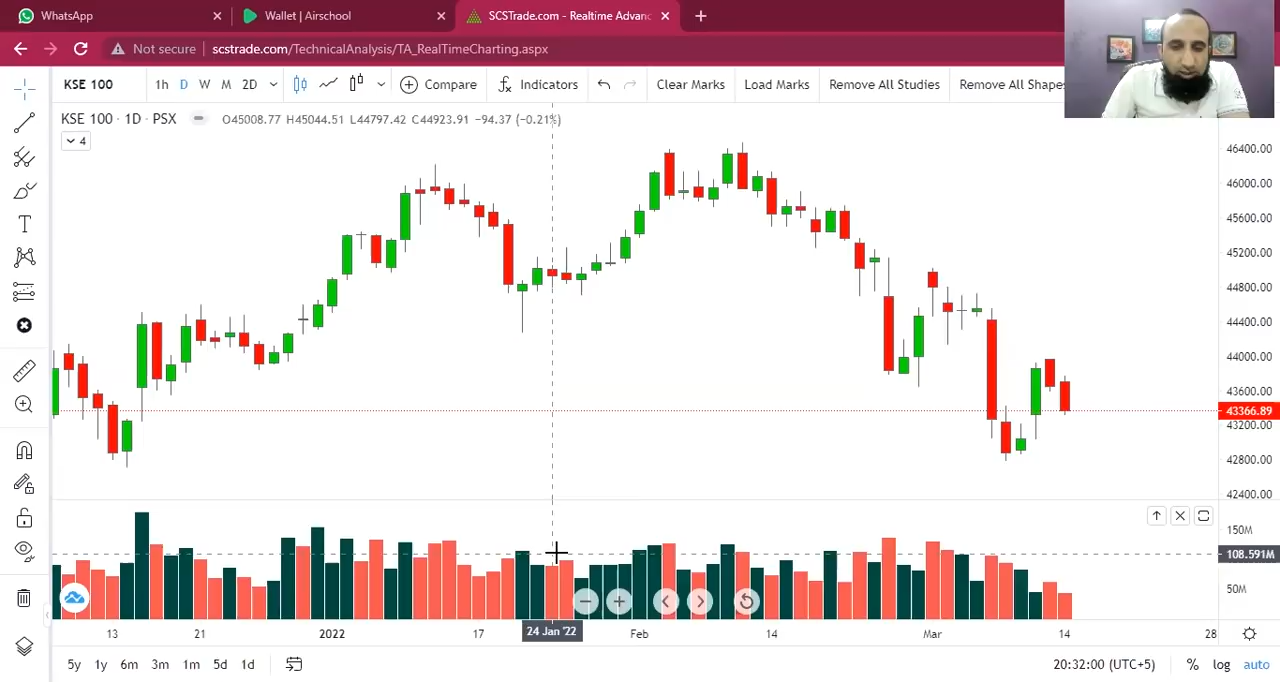 WhatsApp
Wallet | Airschool
SCSTrade.com - Realtime Advanc
Not secure
scstrade.com/TechnicalAnalysis/TA_RealTimeCharting.aspx
KSE 100 1h D W M 2D Compare Indicators Clear Marks Load Marks Remove All Studies Remove All Shapes
KSE 100 · 1D · PSX O45008.77 H45044.51 L44797.42 C44923.91 −94.37 (−0.21%)
4
46400.00
46000.00
45600.00
45200.00
44800.00
44400.00
44000.00
43600.00
43366.89
43200.00
42800.00
42400.00
150M
108.591M
50M
13 21 2022 17 24 Jan '22 Feb 14 Mar 14 28
5y 1y 6m 3m 1m 5d 1d 20:32:00 (UTC+5) % log auto